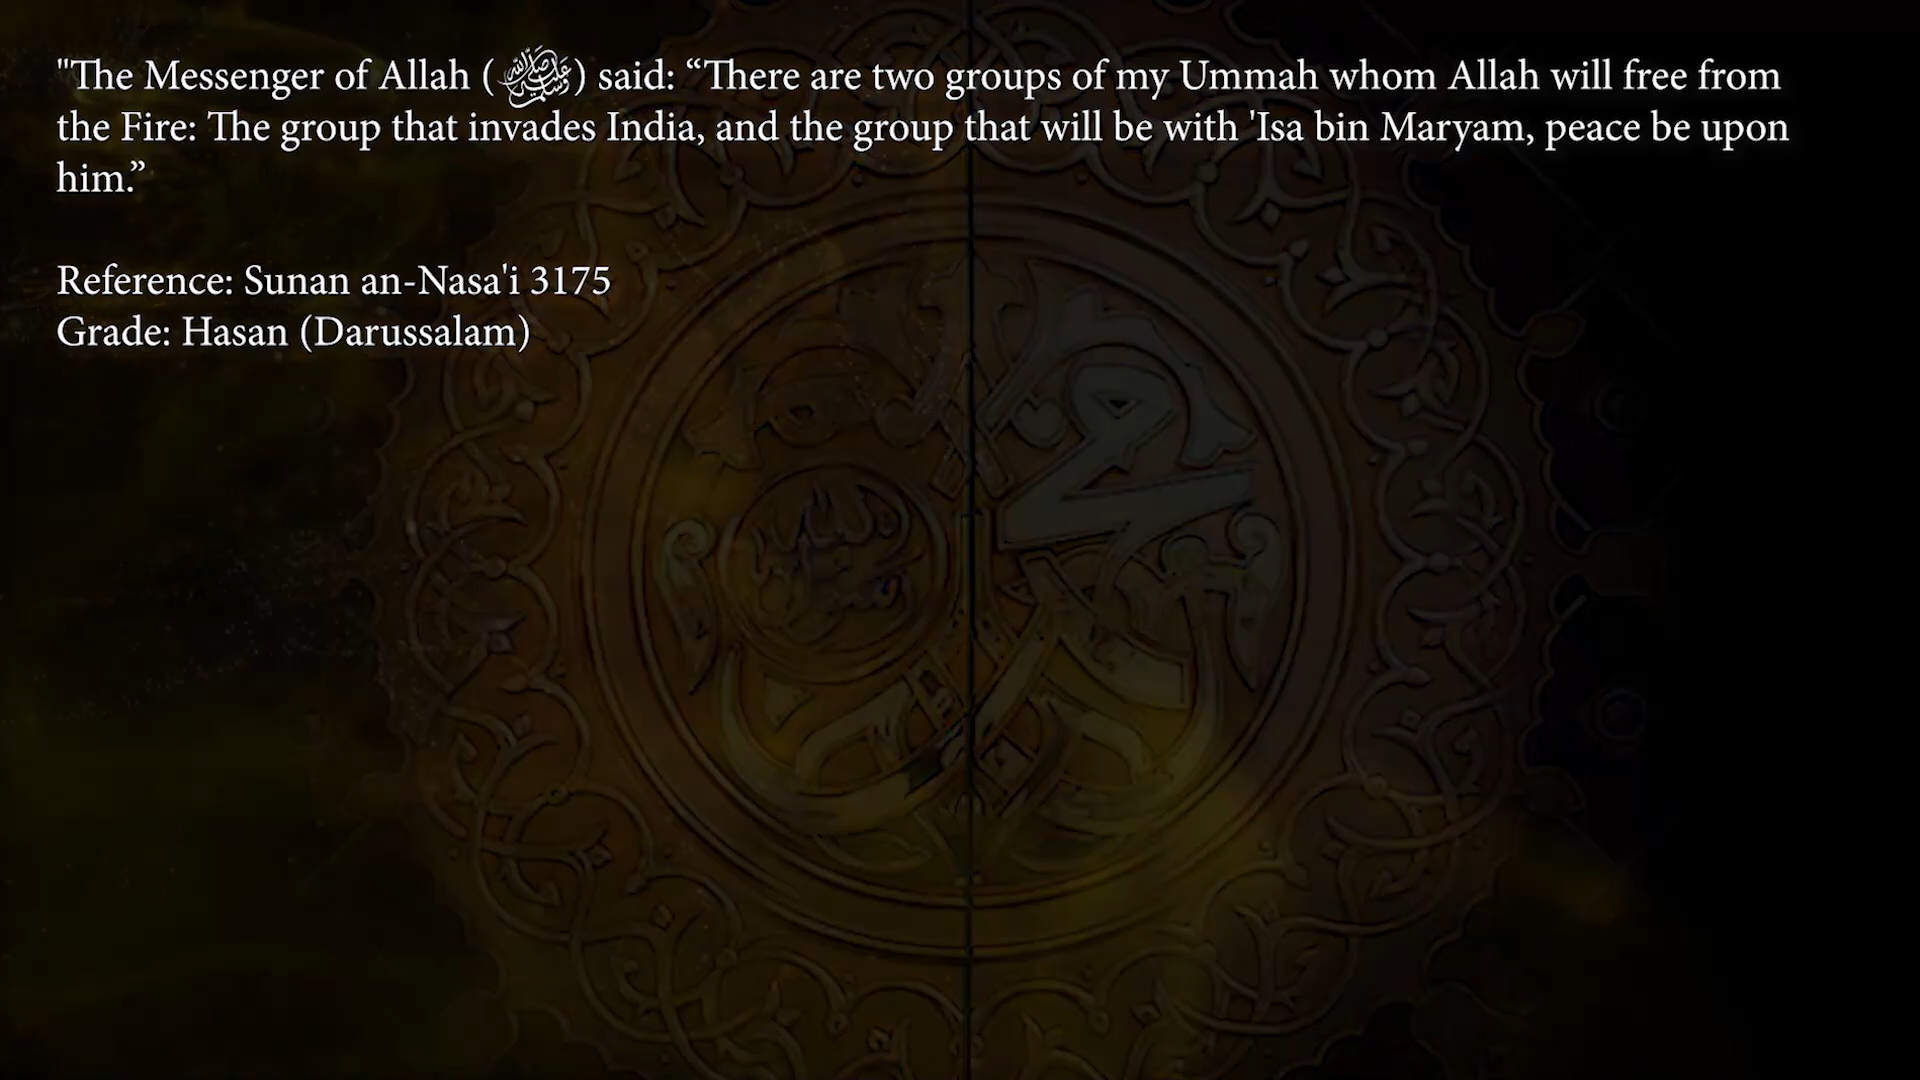 "The Messenger of Allah (ﷺ) said: “There are two groups of my Ummah whom Allah will free from
the Fire: The group that invades India, and the group that will be with 'Isa bin Maryam, peace be upon
him.”
Reference: Sunan an-Nasa'i 3175
Grade: Hasan (Darussalam)